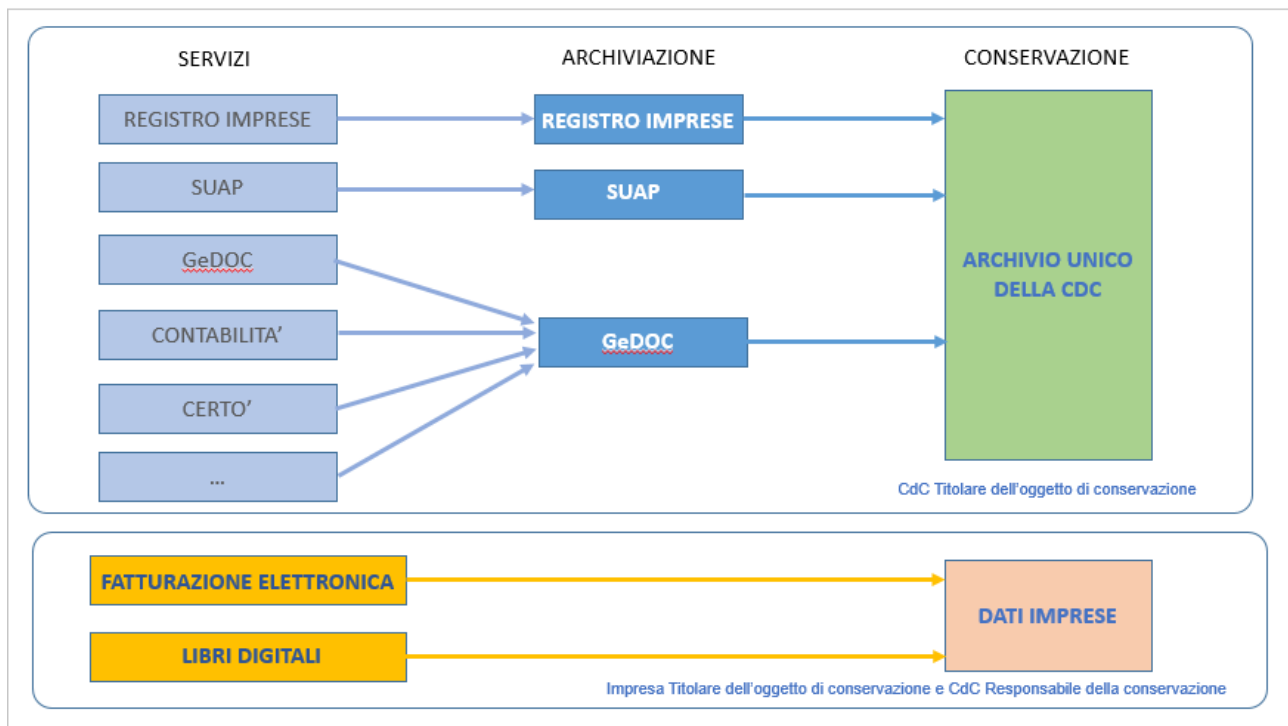 SERVIZI
ARCHIVIAZIONE
CONSERVAZIONE
REGISTRO IMPRESE
REGISTRO IMPRESE
SUAP
SUAP
GeDOC
ARCHIVIO UNICO
DELLA CDC
CONTABILITA’
GeDOC
CERTO’
...
CdC Titolare dell’oggetto di conservazione
FATTURAZIONE ELETTRONICA
DATI IMPRESE
LIBRI DIGITALI
Impresa Titolare dell’oggetto di conservazione e CdC Responsabile della conservazione